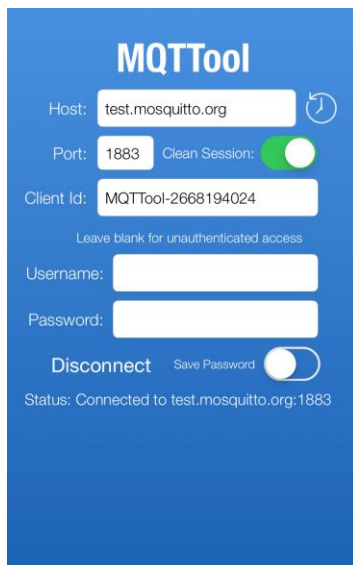 MQTTool
Host: test.mosquitto.org
Port: 1883 Clean Session:
Client Id: MQTTool-2668194024
Leave blank for unauthenticated access
Username:
Password:
Disconnect Save Password
Status: Connected to test.mosquitto.org:1883